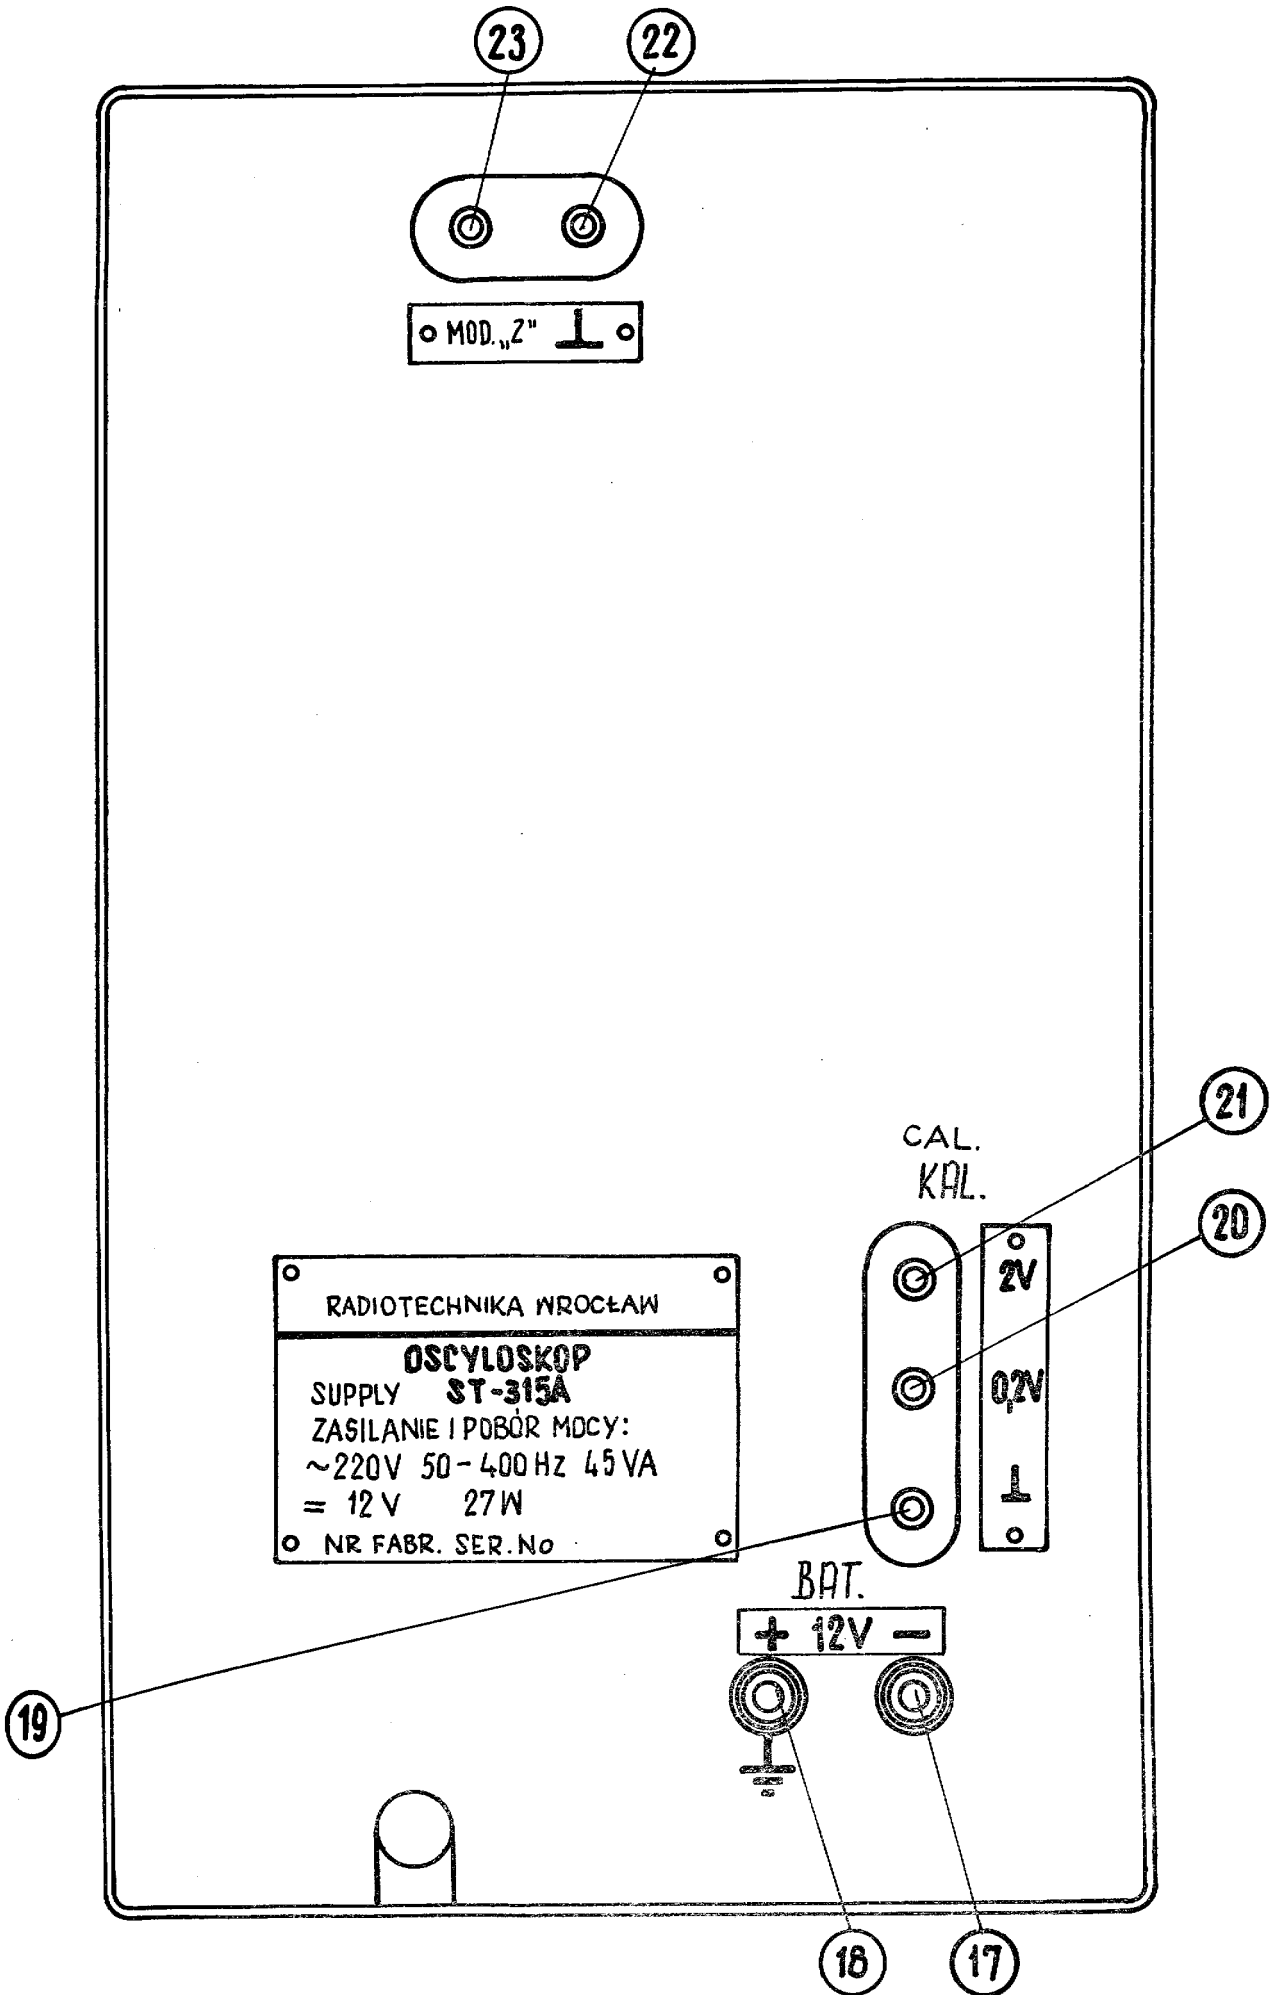 23 22
MOD. „Z" ⊥
21
CAL.
KAL.
20
2V
0,2V
⊥
RADIOTECHNIKA WROCŁAW
OSCYLOSKOP
SUPPLY ST-315A
ZASILANIE I POBÓR MOCY:
~220V 50-400Hz 45VA
= 12V 27W
NR FABR. SER.No
BAT.
+ 12V −
19
18 17